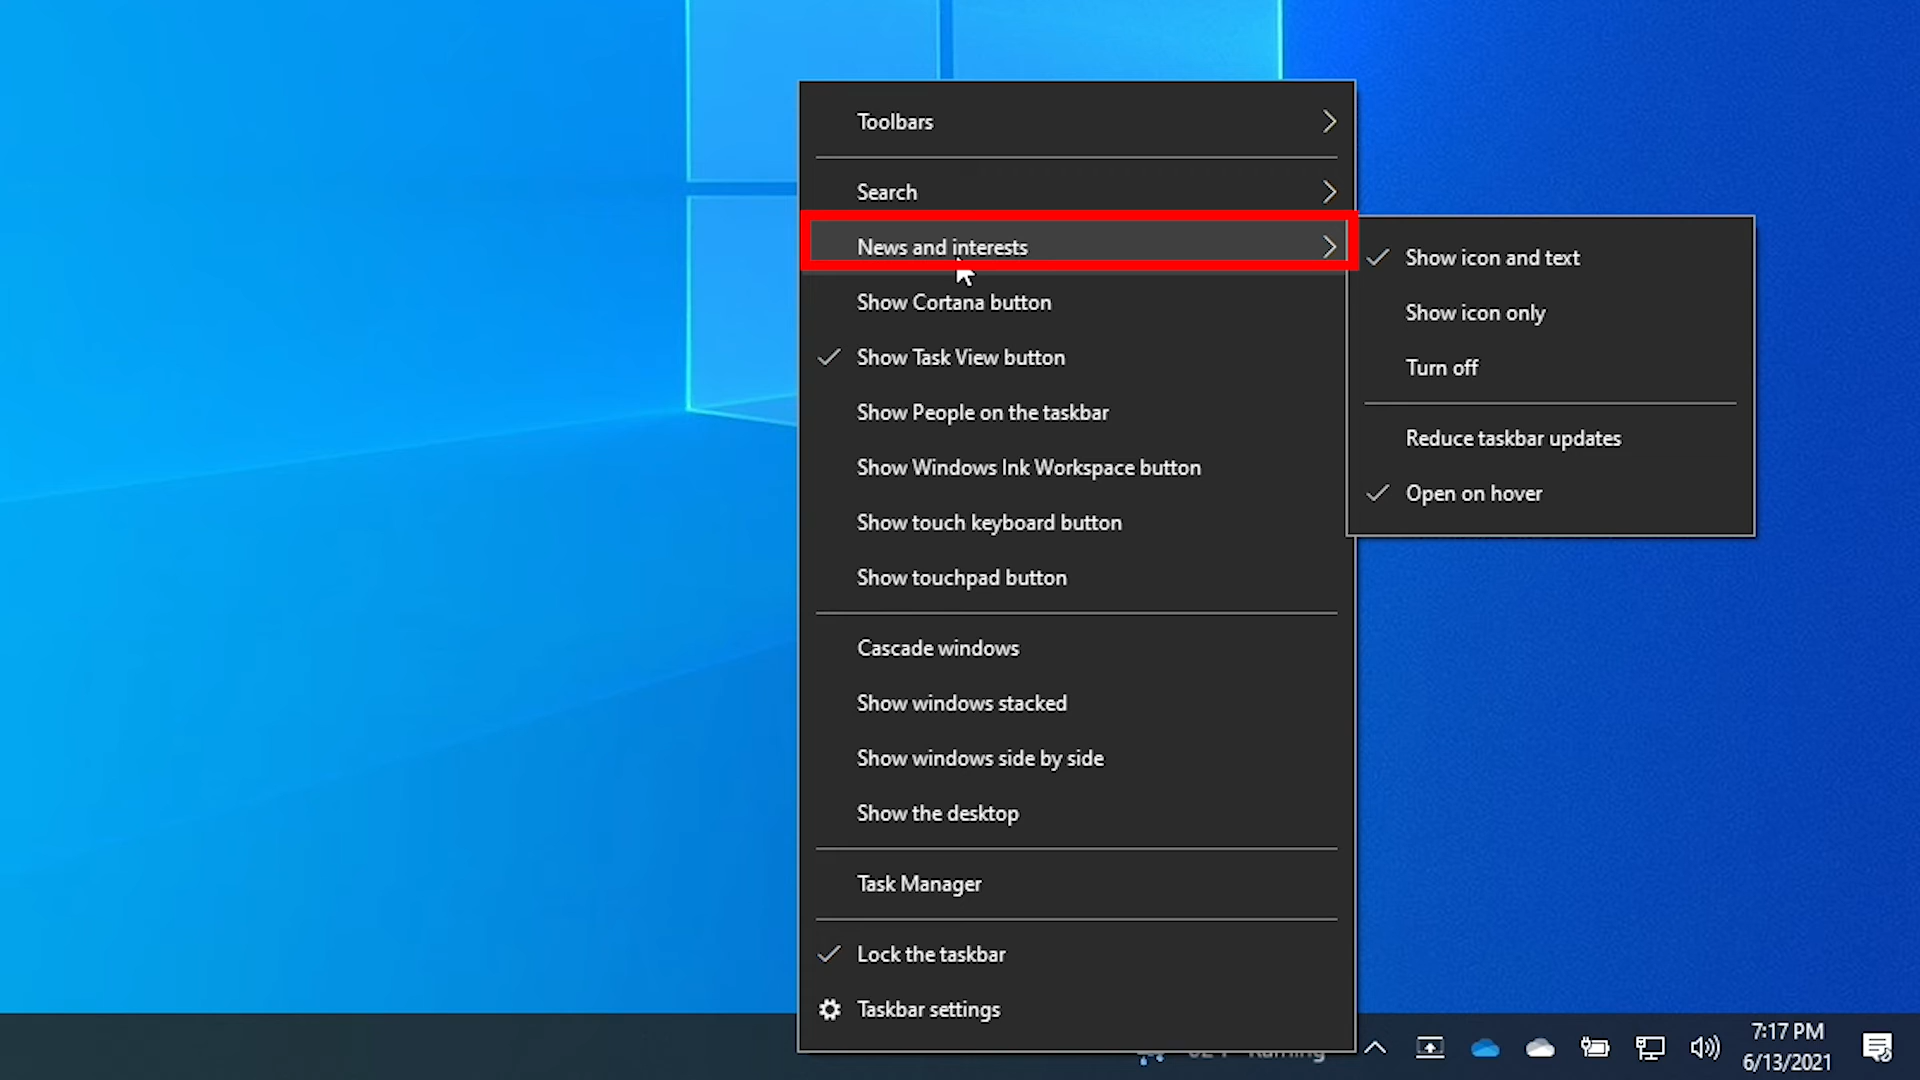 Toolbars
Search
News and interests
Show Cortana button
Show Task View button
Show People on the taskbar
Show Windows Ink Workspace button
Show touch keyboard button
Show touchpad button
Cascade windows
Show windows stacked
Show windows side by side
Show the desktop
Task Manager
Lock the taskbar
Taskbar settings
Show icon and text
Show icon only
Turn off
Reduce taskbar updates
Open on hover
7:17 PM
6/13/2021